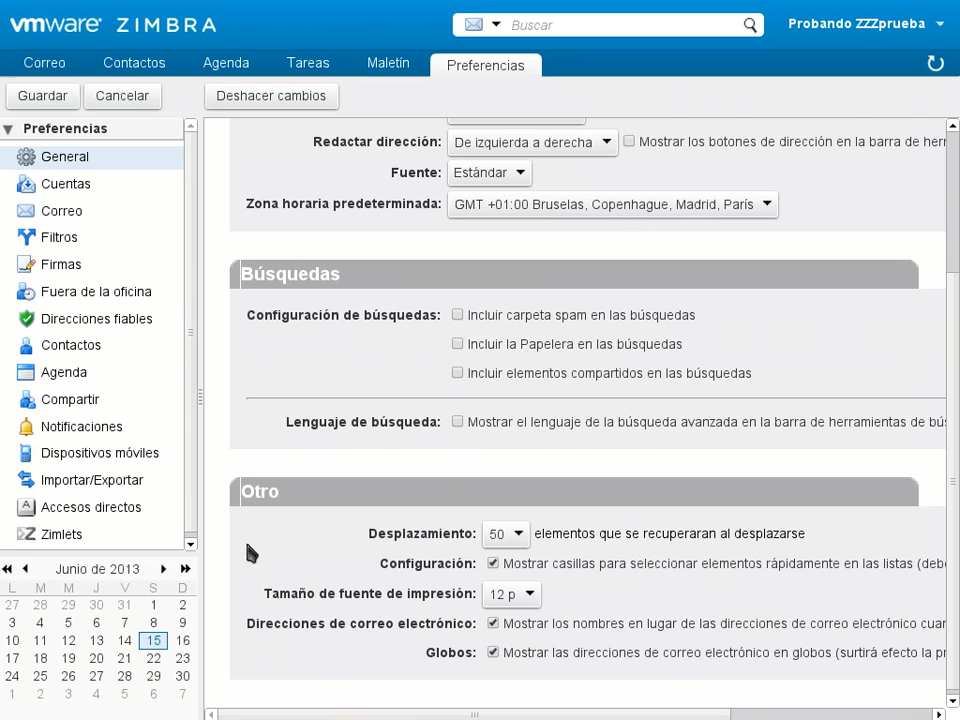 vmware ZIMBRA
Buscar
Probando ZZZprueba
Correo Contactos Agenda Tareas Maletín Preferencias
Guardar Cancelar Deshacer cambios
Preferencias
General
Cuentas
Correo
Filtros
Firmas
Fuera de la oficina
Direcciones fiables
Contactos
Agenda
Compartir
Notificaciones
Dispositivos móviles
Importar/Exportar
Accesos directos
Zimlets
Junio de 2013
L M M J V S D
27 28 29 30 31 1 2
3 4 5 6 7 8 9
10 11 12 13 14 15 16
17 18 19 20 21 22 23
24 25 26 27 28 29 30
1 2 3 4 5 6 7
Redactar dirección: De izquierda a derecha Mostrar los botones de dirección en la barra de her
Fuente: Estándar
Zona horaria predeterminada: GMT +01:00 Bruselas, Copenhague, Madrid, París
Búsquedas
Configuración de búsquedas: Incluir carpeta spam en las búsquedas
Incluir la Papelera en las búsquedas
Incluir elementos compartidos en las búsquedas
Lenguaje de búsqueda: Mostrar el lenguaje de la búsqueda avanzada en la barra de herramientas de bús
Otro
Desplazamiento: 50 elementos que se recuperaran al desplazarse
Configuración: Mostrar casillas para seleccionar elementos rápidamente en las listas (debe
Tamaño de fuente de impresión: 12 p
Direcciones de correo electrónico: Mostrar los nombres en lugar de las direcciones de correo electrónico cuar
Globos: Mostrar las direcciones de correo electrónico en globos (surtirá efecto la pr